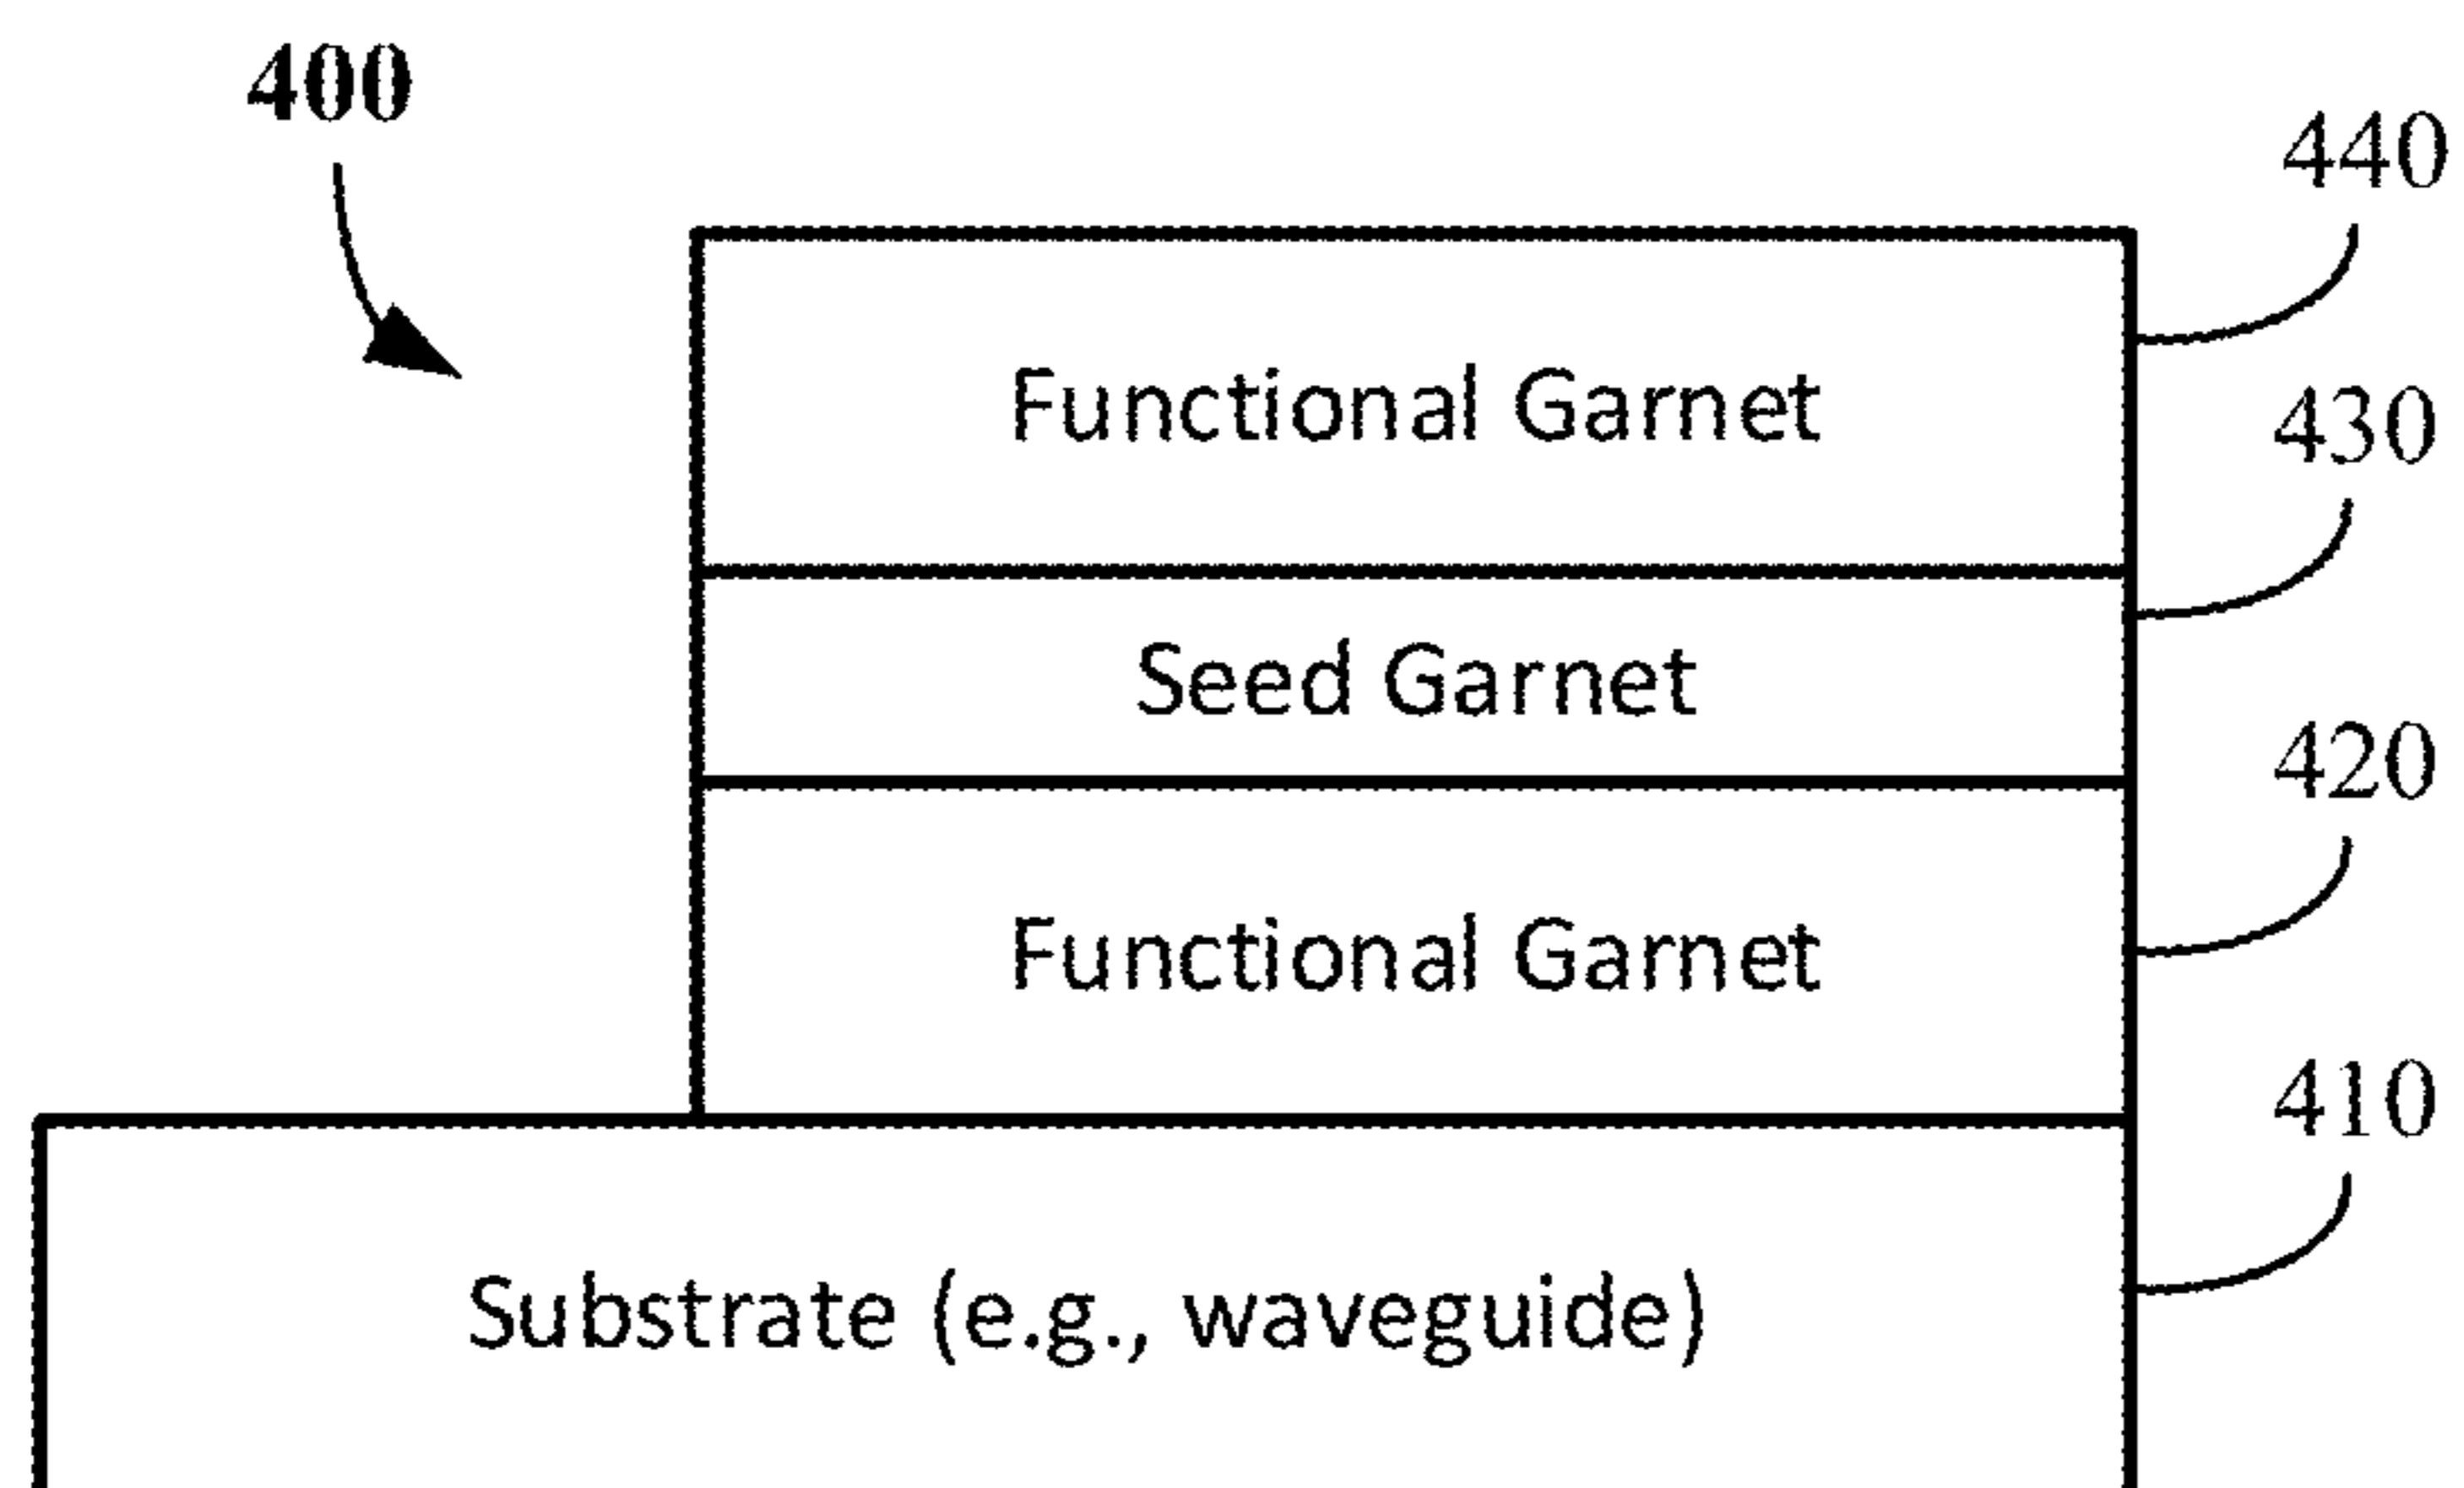 400
440
Functional Garnet
430
Seed Garnet
420
Functional Garnet
410
Substrate (e.g., waveguide)